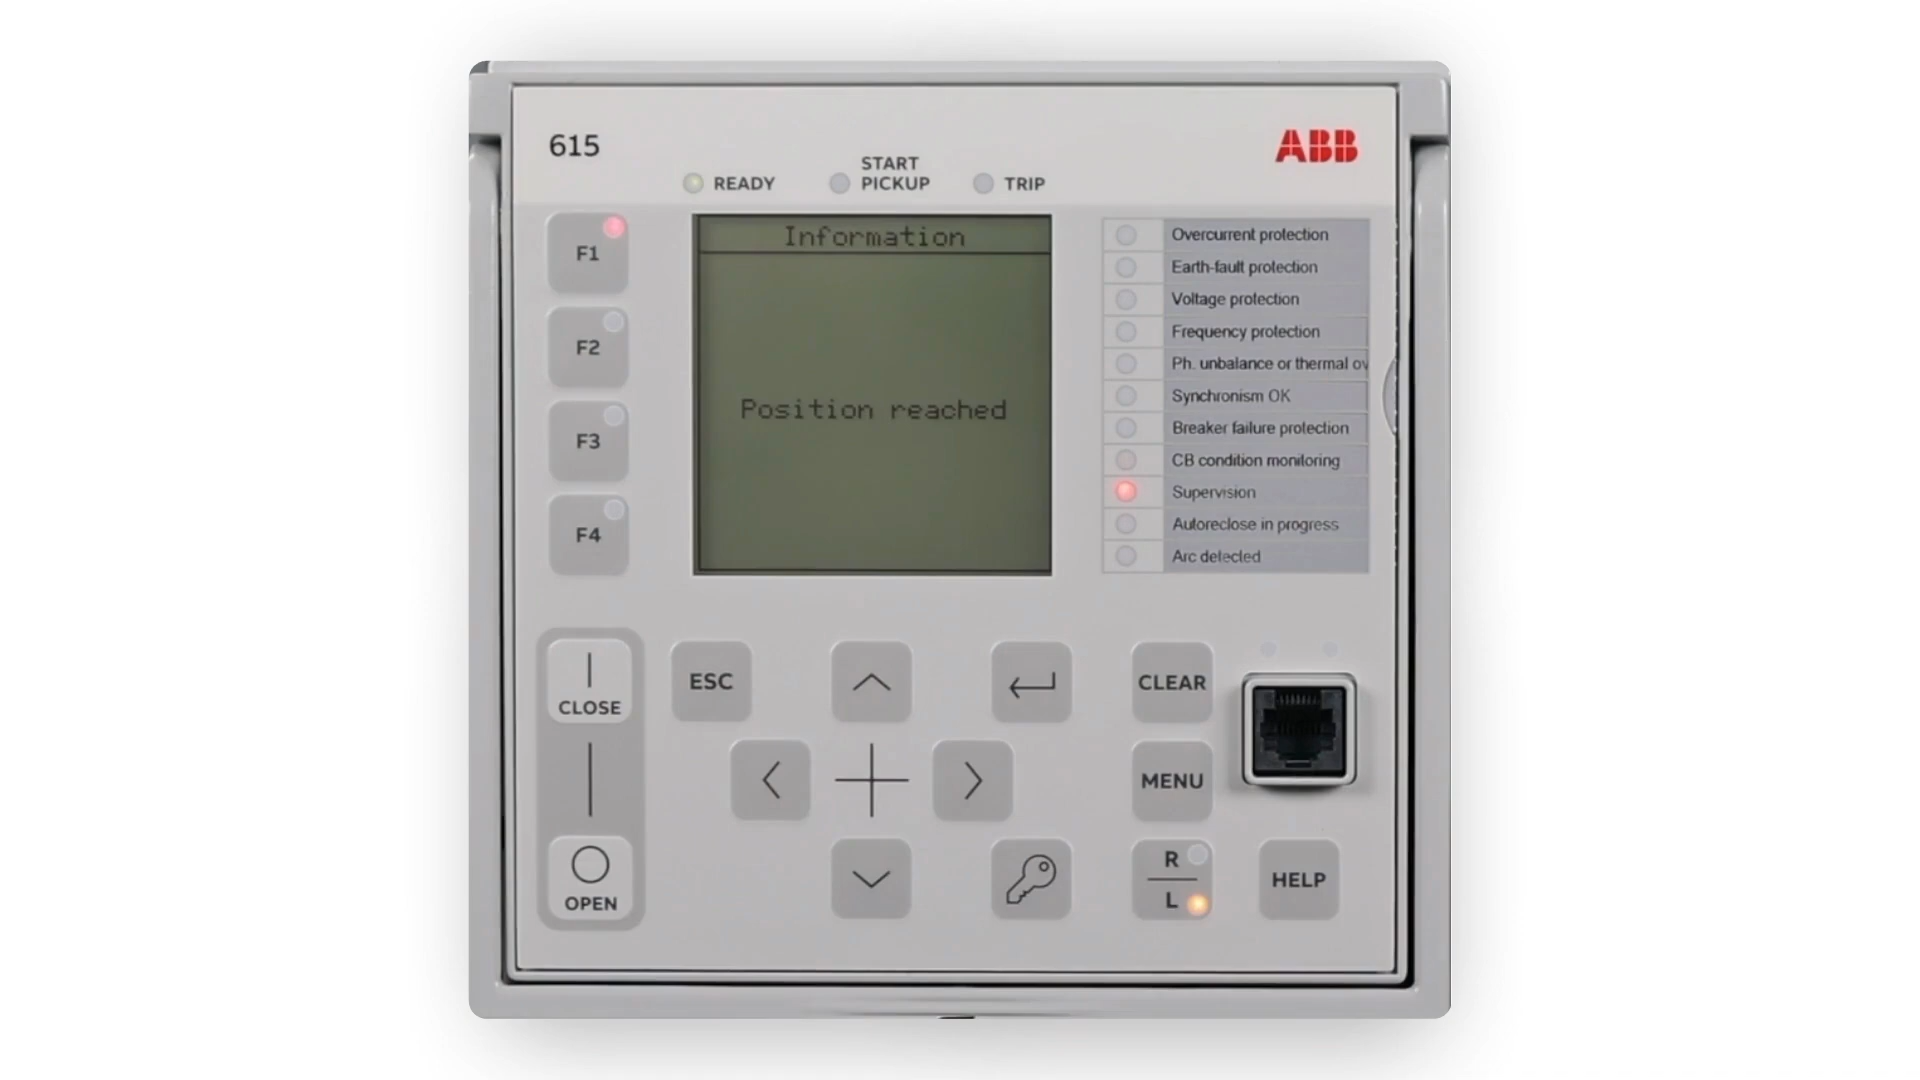 615
ABB
READY
START
PICKUP
TRIP
F1
F2
F3
F4
Information
Position reached
Overcurrent protection
Earth-fault protection
Voltage protection
Frequency protection
Ph. unbalance or thermal ov
Synchronism OK
Breaker failure protection
CB condition monitoring
Supervision
Autoreclose in progress
Arc detected
CLOSE
OPEN
ESC
CLEAR
MENU
R
L
HELP